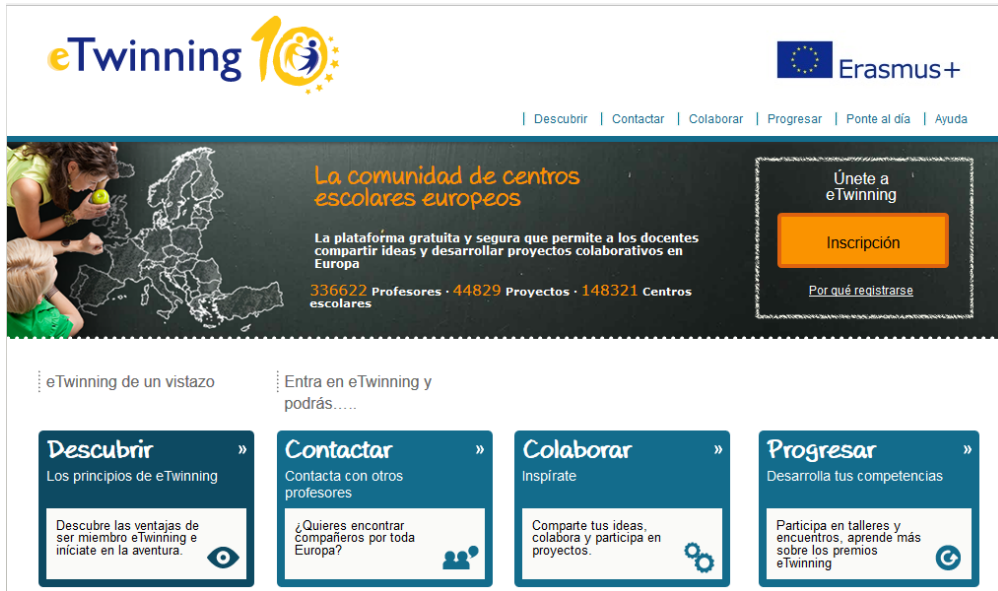 eTwinning 10
Erasmus+
Descubrir | Contactar | Colaborar | Progresar | Ponte al día | Ayuda
La comunidad de centros
escolares europeos
La plataforma gratuita y segura que permite a los docentes
compartir ideas y desarrollar proyectos colaborativos en
Europa
336622 Profesores · 44829 Proyectos · 148321 Centros
escolares
Únete a
eTwinning
Inscripción
Por qué registrarse
eTwinning de un vistazo
Entra en eTwinning y
podrás.....
Descubrir »
Los principios de eTwinning
Descubre las ventajas de
ser miembro eTwinning e
iníciate en la aventura.
Contactar »
Contacta con otros
profesores
¿Quieres encontrar
compañeros por toda
Europa?
Colaborar »
Inspírate
Comparte tus ideas,
colabora y participa en
proyectos.
Progresar »
Desarrolla tus competencias
Participa en talleres y
encuentros, aprende más
sobre los premios
eTwinning